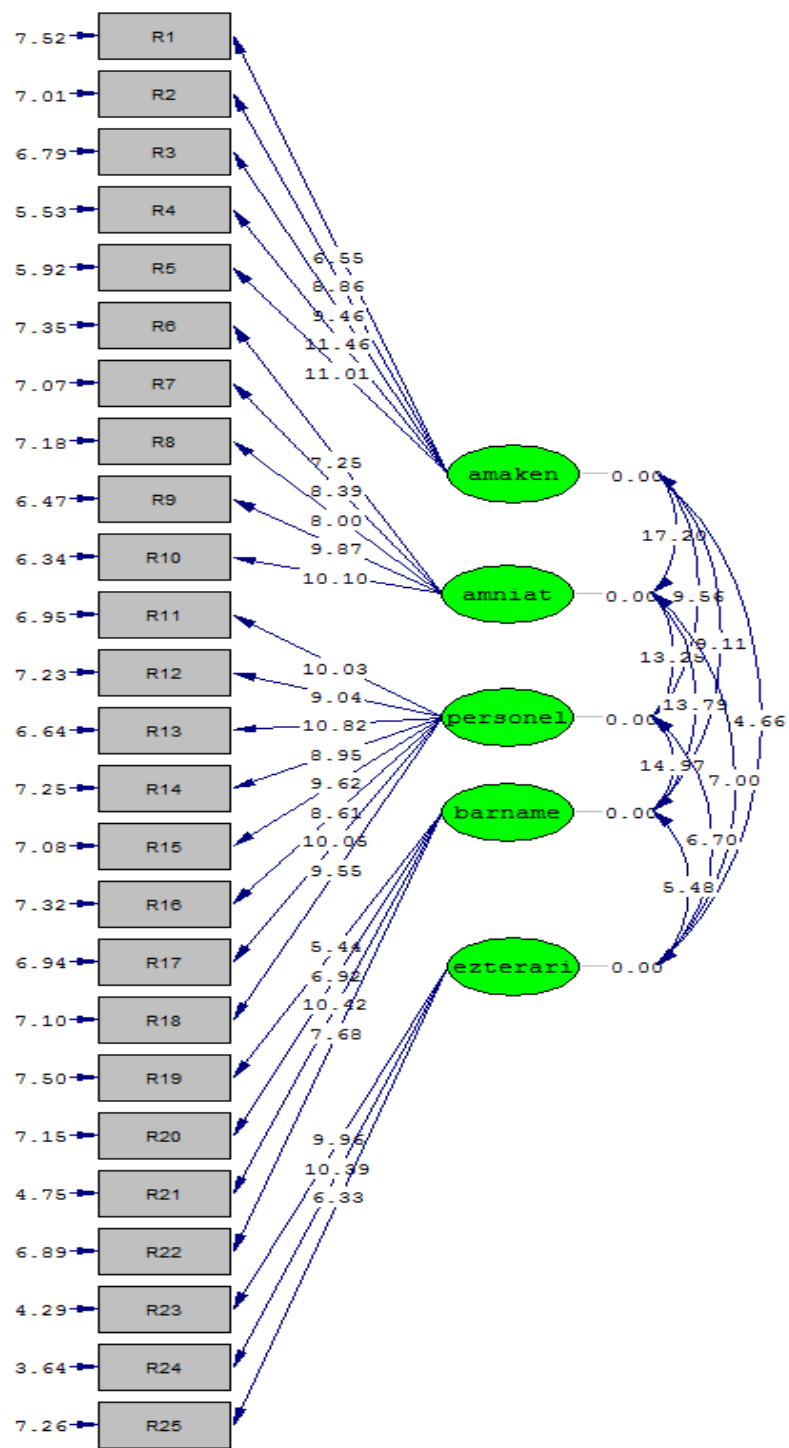 7.52 R1
7.01 R2
6.79 R3
5.53 R4
5.92 R5
7.35 R6
7.07 R7
7.18 R8
6.47 R9
6.34 R10
6.95 R11
7.23 R12
6.64 R13
7.25 R14
7.08 R15
7.32 R16
6.94 R17
7.10 R18
7.50 R19
7.15 R20
4.75 R21
6.89 R22
4.29 R23
3.64 R24
7.26 R25
6.55
8.86
9.46
11.46
11.01
7.25
8.39
8.00
9.87
10.10
10.03
9.04
10.82
8.95
9.62
8.61
10.05
9.55
5.44
6.92
10.42
7.68
9.96
10.39
6.33
amaken 0.00
amniat 0.00
personel 0.00
barname 0.00
ezterari 0.00
17.20
9.56
9.11
13.25
13.79
4.66
14.97
7.00
6.70
5.48